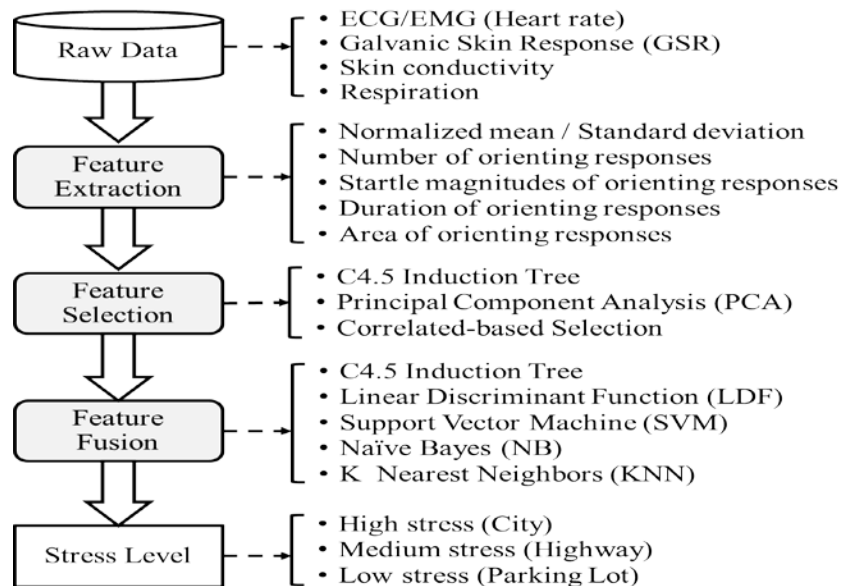 Raw Data
• ECG/EMG (Heart rate)
• Galvanic Skin Response (GSR)
• Skin conductivity
• Respiration
Feature
Extraction
• Normalized mean / Standard deviation
• Number of orienting responses
• Startle magnitudes of orienting responses
• Duration of orienting responses
• Area of orienting responses
Feature
Selection
• C4.5 Induction Tree
• Principal Component Analysis (PCA)
• Correlated-based Selection
Feature
Fusion
• C4.5 Induction Tree
• Linear Discriminant Function (LDF)
• Support Vector Machine (SVM)
• Naïve Bayes (NB)
• K Nearest Neighbors (KNN)
Stress Level
• High stress (City)
• Medium stress (Highway)
• Low stress (Parking Lot)